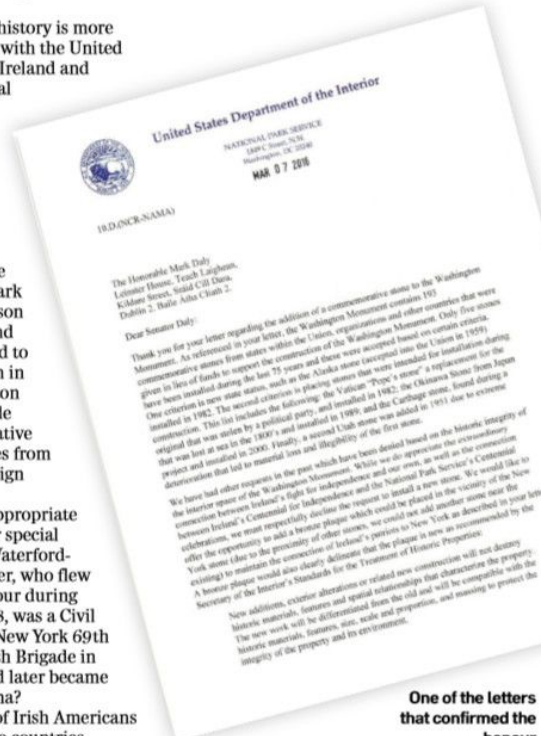 history is more
with the United
Ireland and
al
e
ark
son
nd
d to
n in
on
le
ative
es from
ign
ppropriate
r special
Vaterford-
er, who flew
our during
8, was a Civil
New York 69th
h Brigade in
d later became
na?
of Irish Americans
United States Department of the Interior
NATIONAL PARK SERVICE
1849 C Street, N.W.
Washington, DC 20240
MAR 07 2016
The Honorable Mark Daly
Leinster House, Teach Laighean,
Kildare Street, Sráid Cill Dara,
Dublin 2, Baile Átha Cliath 2.
Dear Senator Daly:
Thank you for your letter regarding the addition of a commemorative stone to the Washington
Monument. As referenced in your letter, the Washington Monument contains 193
commemorative stones from states within the Union, organizations and other countries that were
given in lieu of funds to support the construction of the Washington Monument. Only five stones
have been installed during the last 75 years and these were accepted based on certain criteria.
One criterion is new state status, such as the Alaska stone (accepted into the Union in 1959)
installed in 1982. The second criterion is placing stones that were intended for installation during
construction. This list includes the following: the Vatican "Pope's stone" a replacement for the
original that was stolen by a political party, and installed in 1982; the Okinawa Stone from Japan
that was lost at sea in the 1800's and installed in 1989; and the Carthage stone, found during a
project and installed in 2000. Finally, a second Utah stone was added in 1951 due to extreme
deterioration that led to material loss and illegibility of the first stone.
We have had other requests in the past which have been denied based on the historic integrity of
the interior space of the Washington Monument. While we do appreciate the extraordinary
connection between Ireland's fight for independence and our own, as well as the connection
between Ireland's Centennial for Independence and the National Park Service's Centennial
celebrations, we must respectfully decline the request to install a new stone. We would like to
offer the opportunity to add a bronze plaque which could be placed in the vicinity of the New
York stone (due to the proximity of other stones, we could not add another stone near the
existing) to maintain the connection of Ireland's patriots to New York as described in your letter.
A bronze plaque would also clearly delineate that the plaque is new as recommended by the
Secretary of the Interior's Standards for the Treatment of Historic Properties:
New additions, exterior alterations or related new construction will not destroy
historic materials, features and spatial relationships that characterize the property.
The new work will be differentiated from the old and will be compatible with the
historic materials, features, size, scale and proportion, and massing to protect the
integrity of the property and its environment.
One of the letters
that confirmed the